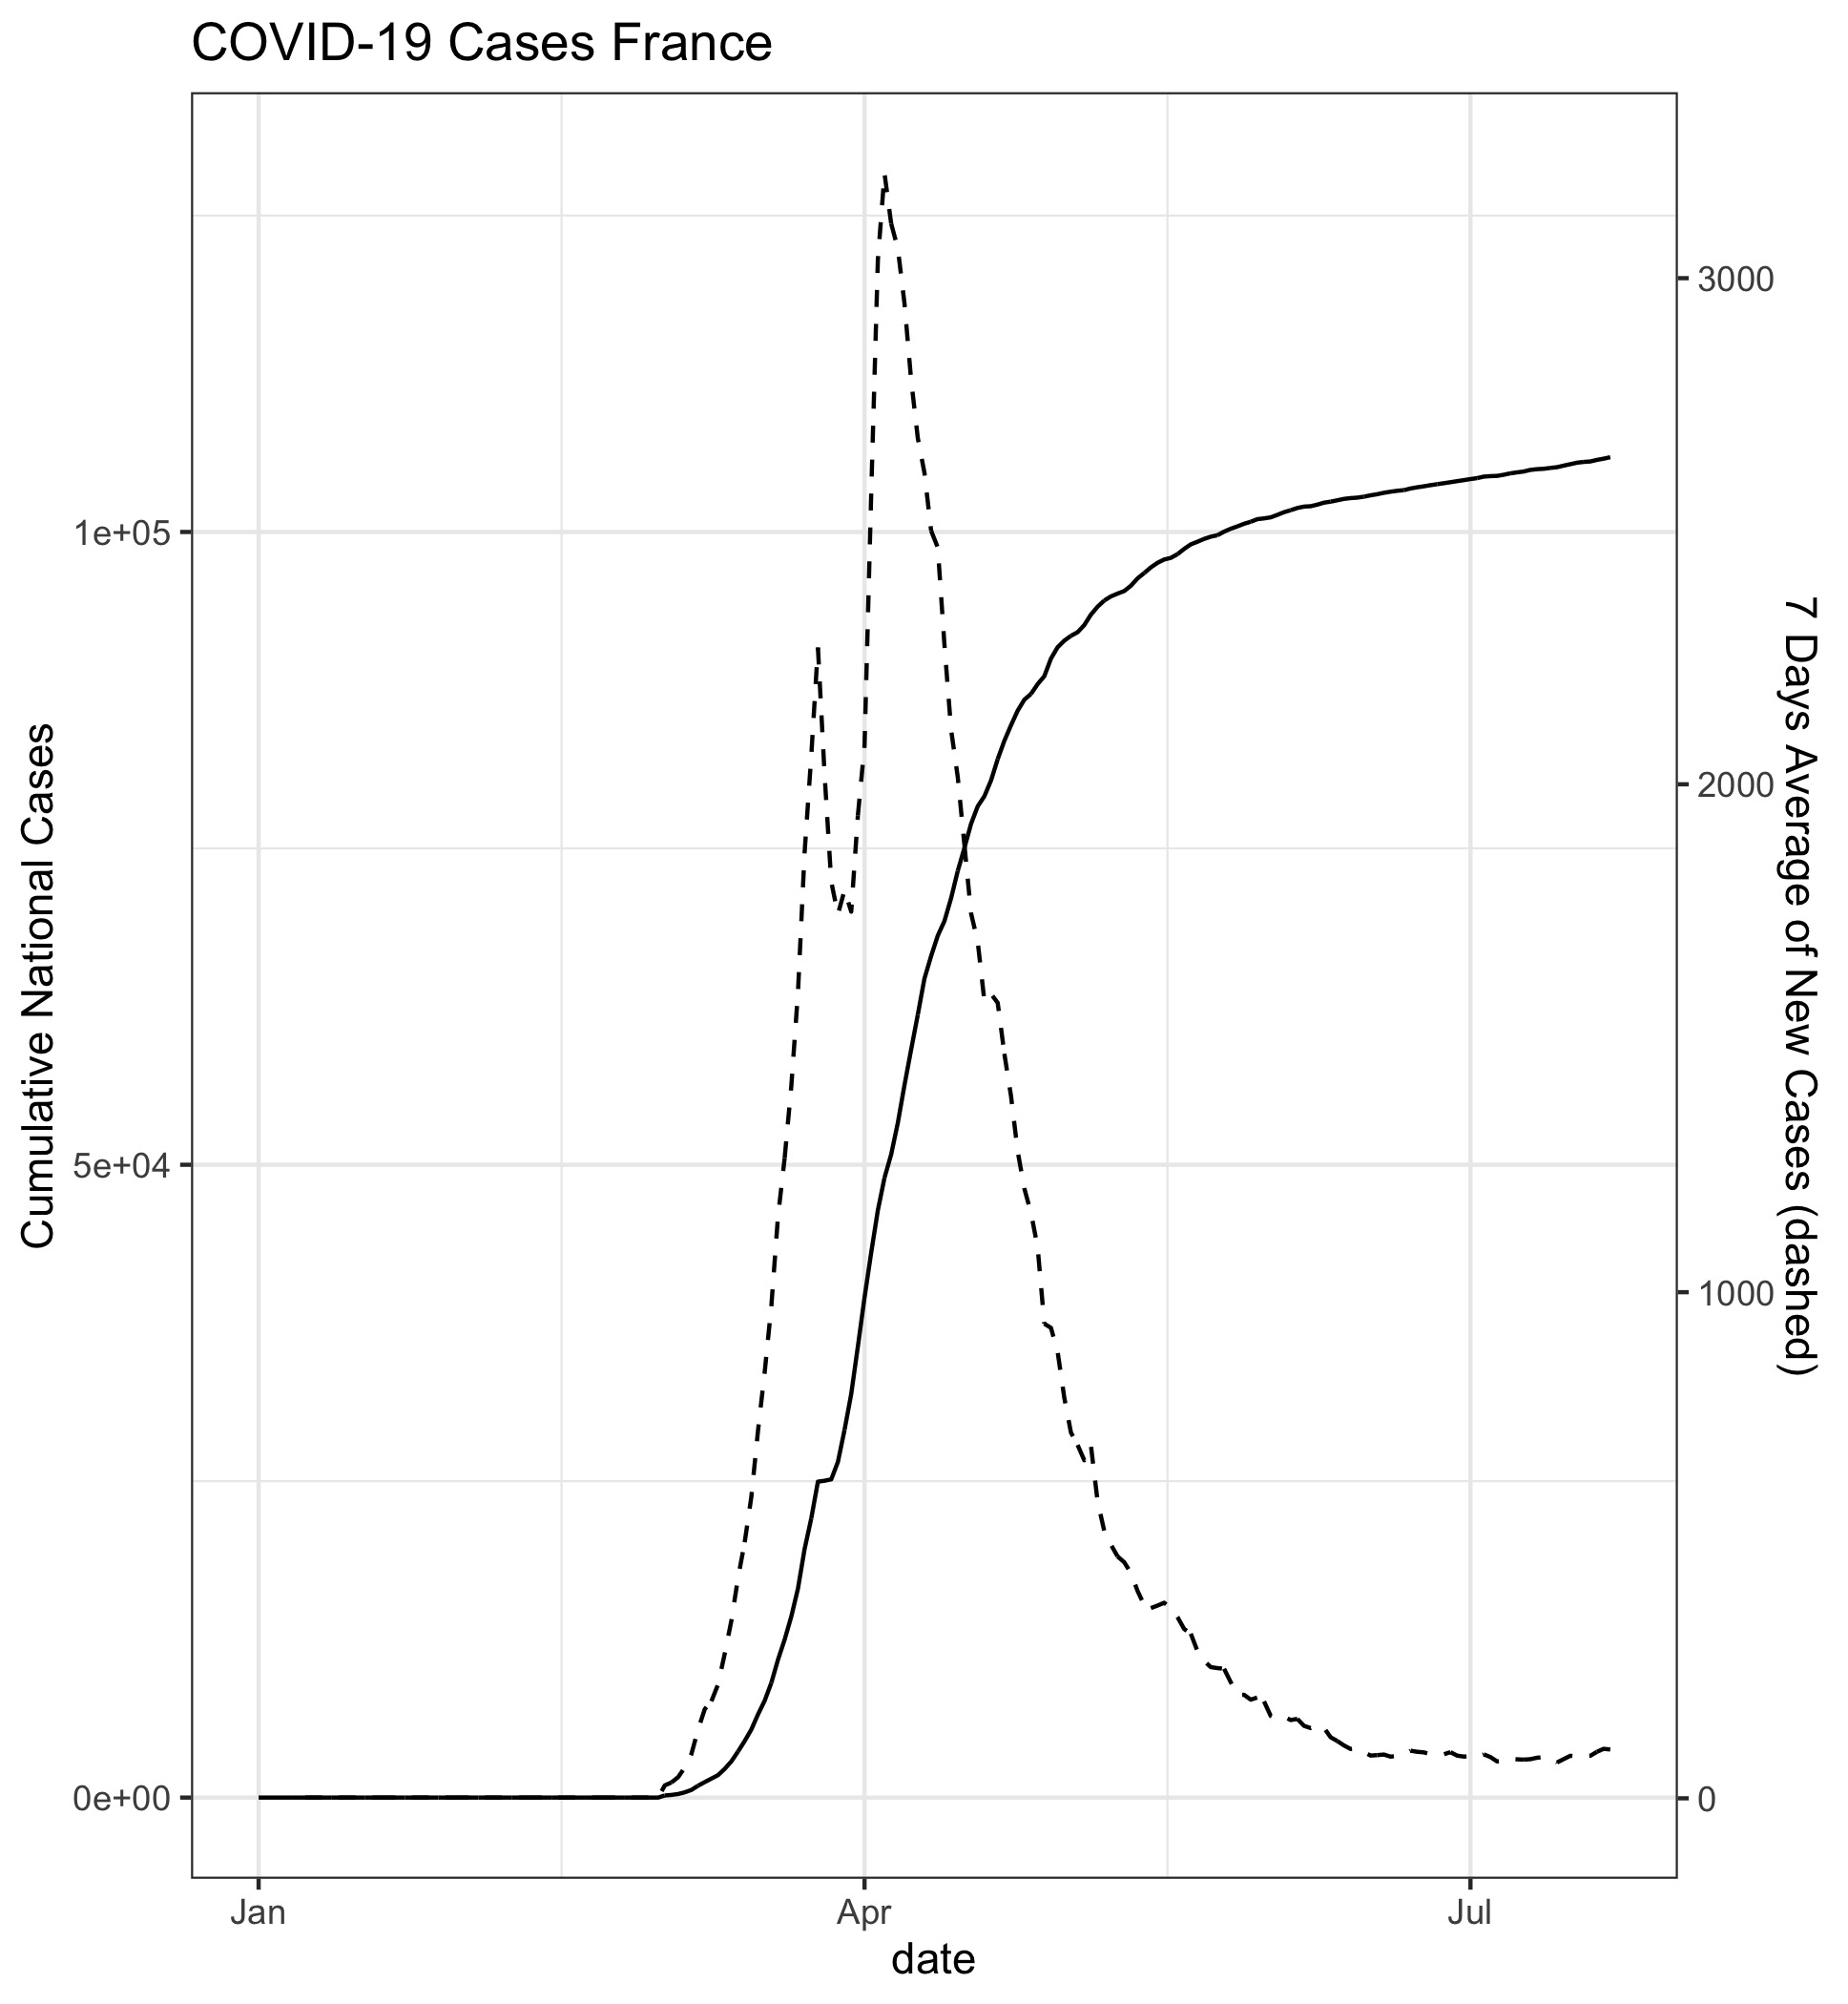 COVID-19 Cases France
Cumulative National Cases
1e+05
5e+04
0e+00
3000
2000
1000
0
7 Days Average of New Cases (dashed)
Jan
Apr
Jul
date